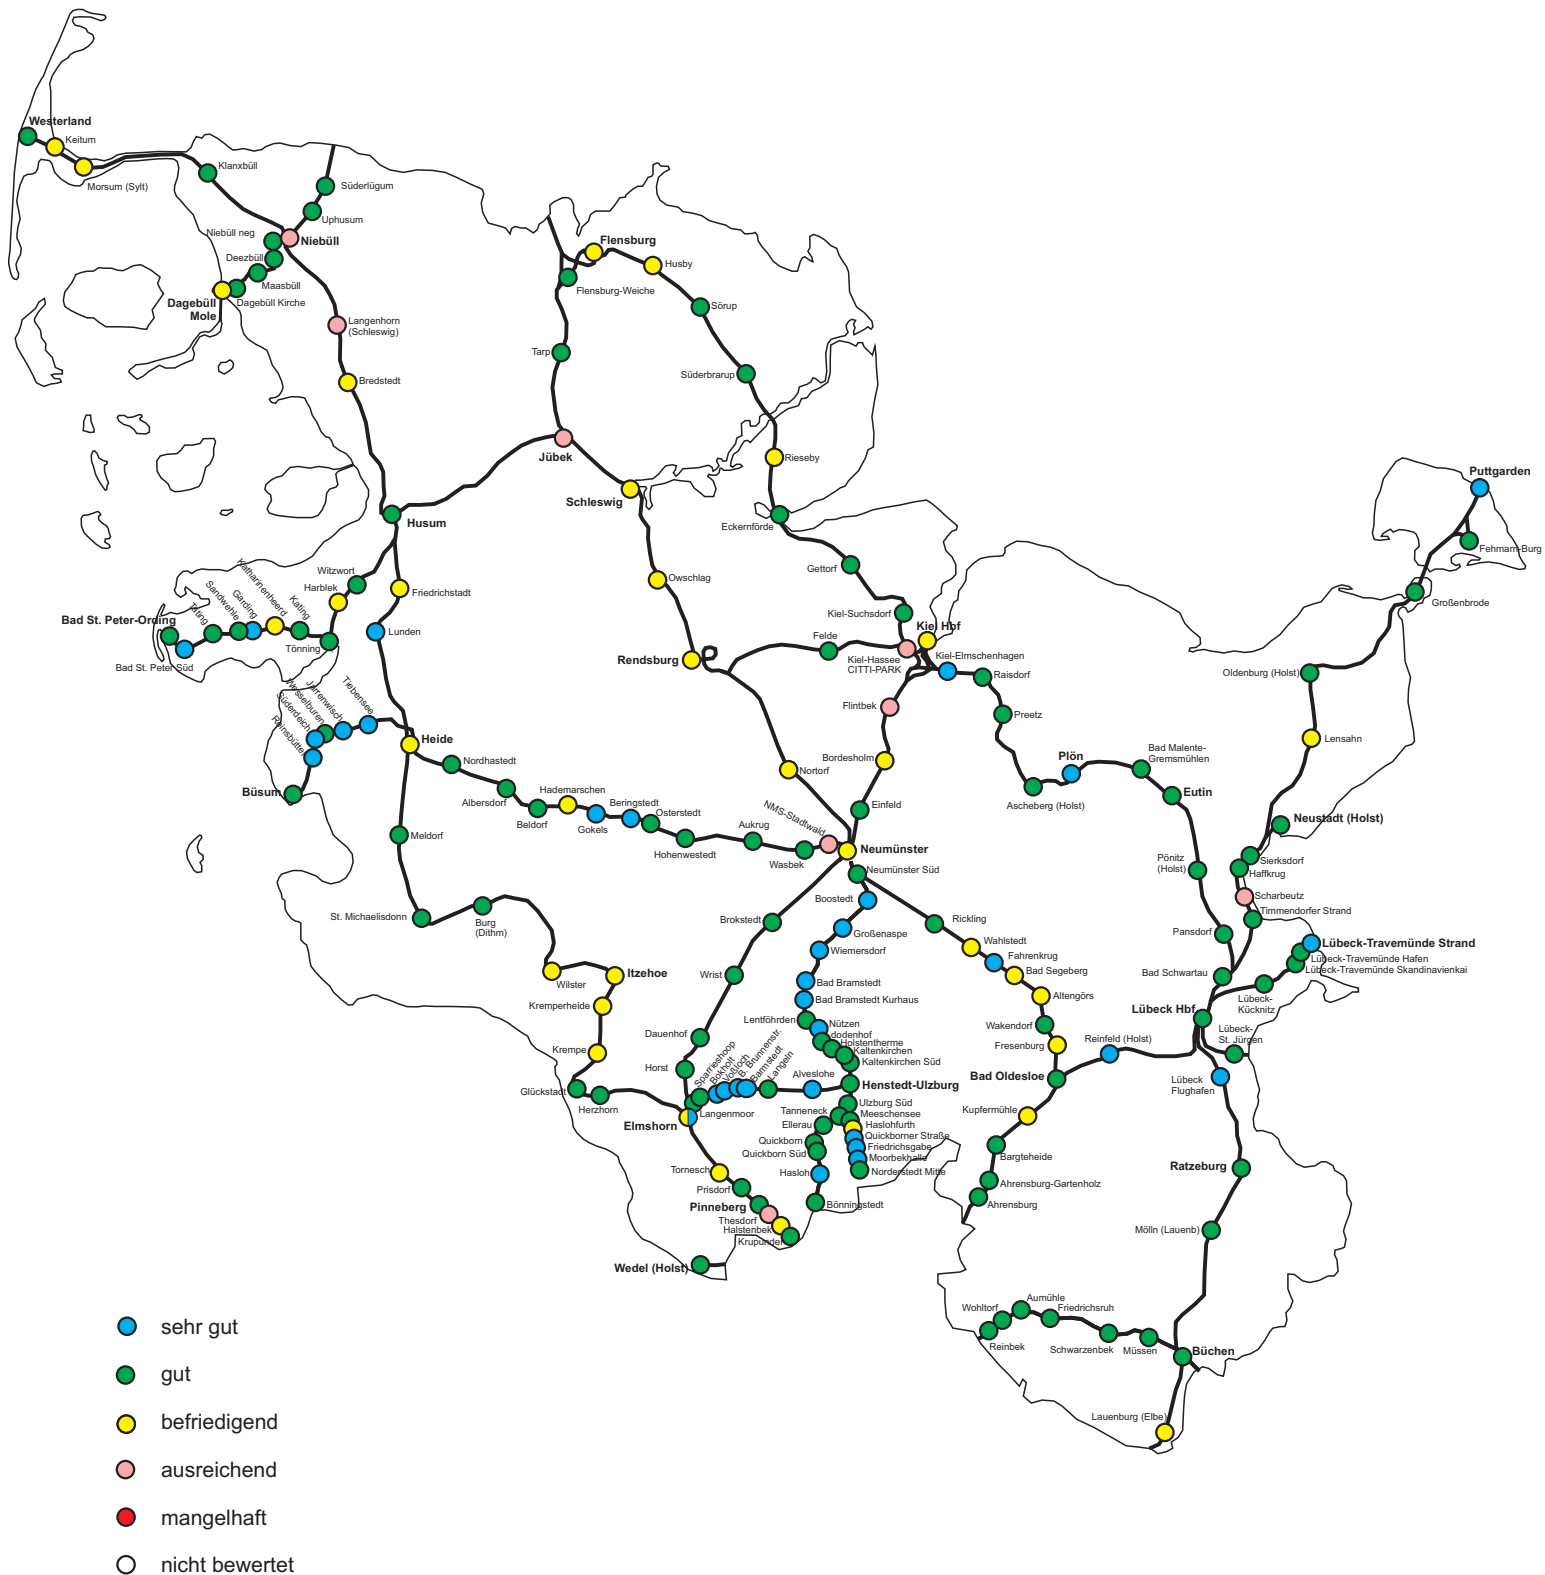 Westerland
Keitum
Morsum (Sylt)
Klanxbüll
Süderlügum
Uphusum
Niebüll neg
Niebüll
Deezbüll
Maasbüll
Dagebüll Kirche
Dagebüll
Mole
Langenhorn
(Schleswig)
Bredstedt
Flensburg
Husby
Flensburg-Weiche
Sörup
Tarp
Süderbrarup
Jübek
Rieseby
Schleswig
Husum
Eckernförde
Puttgarden
Fehmarn-Burg
Großenbrode
Witzwort
Harblek
Friedrichstadt
Katharinenheerd
Kating
Garding
Sandwehle
Tating
Bad St. Peter-Ording
Bad St. Peter Süd
Tönning
Lunden
Owschlag
Gettorf
Kiel-Suchsdorf
Kiel Hbf
Felde
Kiel-Hassee
CITTI-PARK
Kiel-Elmschenhagen
Raisdorf
Rendsburg
Oldenburg (Holst)
Tiebensee
Jarrenwisch
Wesselburen
Süderdeich
Reinsbüttel
Heide
Büsum
Flintbek
Preetz
Lensahn
Nordhastedt
Albersdorf
Beldorf
Hademarschen
Gokels
Beringstedt
Osterstedt
Hohenwestedt
Aukrug
Wasbek
NMS-Stadtwald
Nortorf
Bordesholm
Einfeld
Neumünster
Neumünster Süd
Plön
Ascheberg (Holst)
Bad Malente-
Gremsmühlen
Eutin
Neustadt (Holst)
Sierksdorf
Haffkrug
Pönitz
(Holst)
Scharbeutz
Timmendorfer Strand
Meldorf
St. Michaelisdonn
Burg
(Dithm)
Boostedt
Brokstedt
Großenaspe
Rickling
Wiemersdorf
Wahlstedt
Fahrenkrug
Bad Segeberg
Pansdorf
Lübeck-Travemünde Strand
Lübeck-Travemünde Hafen
Lübeck-Travemünde Skandinavienkai
Bad Schwartau
Lübeck-
Kücknitz
Itzehoe
Wilster
Wrist
Bad Bramstedt
Bad Bramstedt Kurhaus
Altengörs
Kremperheide
Lentföhrden
Nützen
dodenhof
Holstentherme
Kaltenkirchen
Kaltenkirchen Süd
Wakendorf
Fresenburg
Reinfeld (Holst)
Lübeck Hbf
Lübeck-
St. Jürgen
Krempe
Dauenhof
Horst
Sparrieshoop
Bokholt
Voßloch
B. Brunnenstr.
Barmstedt
Langeln
Alveslohe
Henstedt-Ulzburg
Bad Oldesloe
Lübeck
Flughafen
Glückstadt
Herzhorn
Elmshorn
Langenmoor
Tanneck
Ellerau
Ulzburg Süd
Meeschensee
Haslohfurth
Quickborner Straße
Friedrichsgabe
Moorbekhalle
Norderstedt Mitte
Quickborn
Quickborn Süd
Hasloh
Bönningstedt
Kupfermühle
Bargteheide
Ahrensburg-Gartenholz
Ahrensburg
Ratzeburg
Tornesch
Prisdorf
Pinneberg
Thesdorf
Halstenbek
Krupunder
Wedel (Holst)
Mölln (Lauenb)
Wohltorf
Aumühle
Friedrichsruh
Reinbek
Schwarzenbek
Müssen
Büchen
Lauenburg (Elbe)
sehr gut
gut
befriedigend
ausreichend
mangelhaft
nicht bewertet